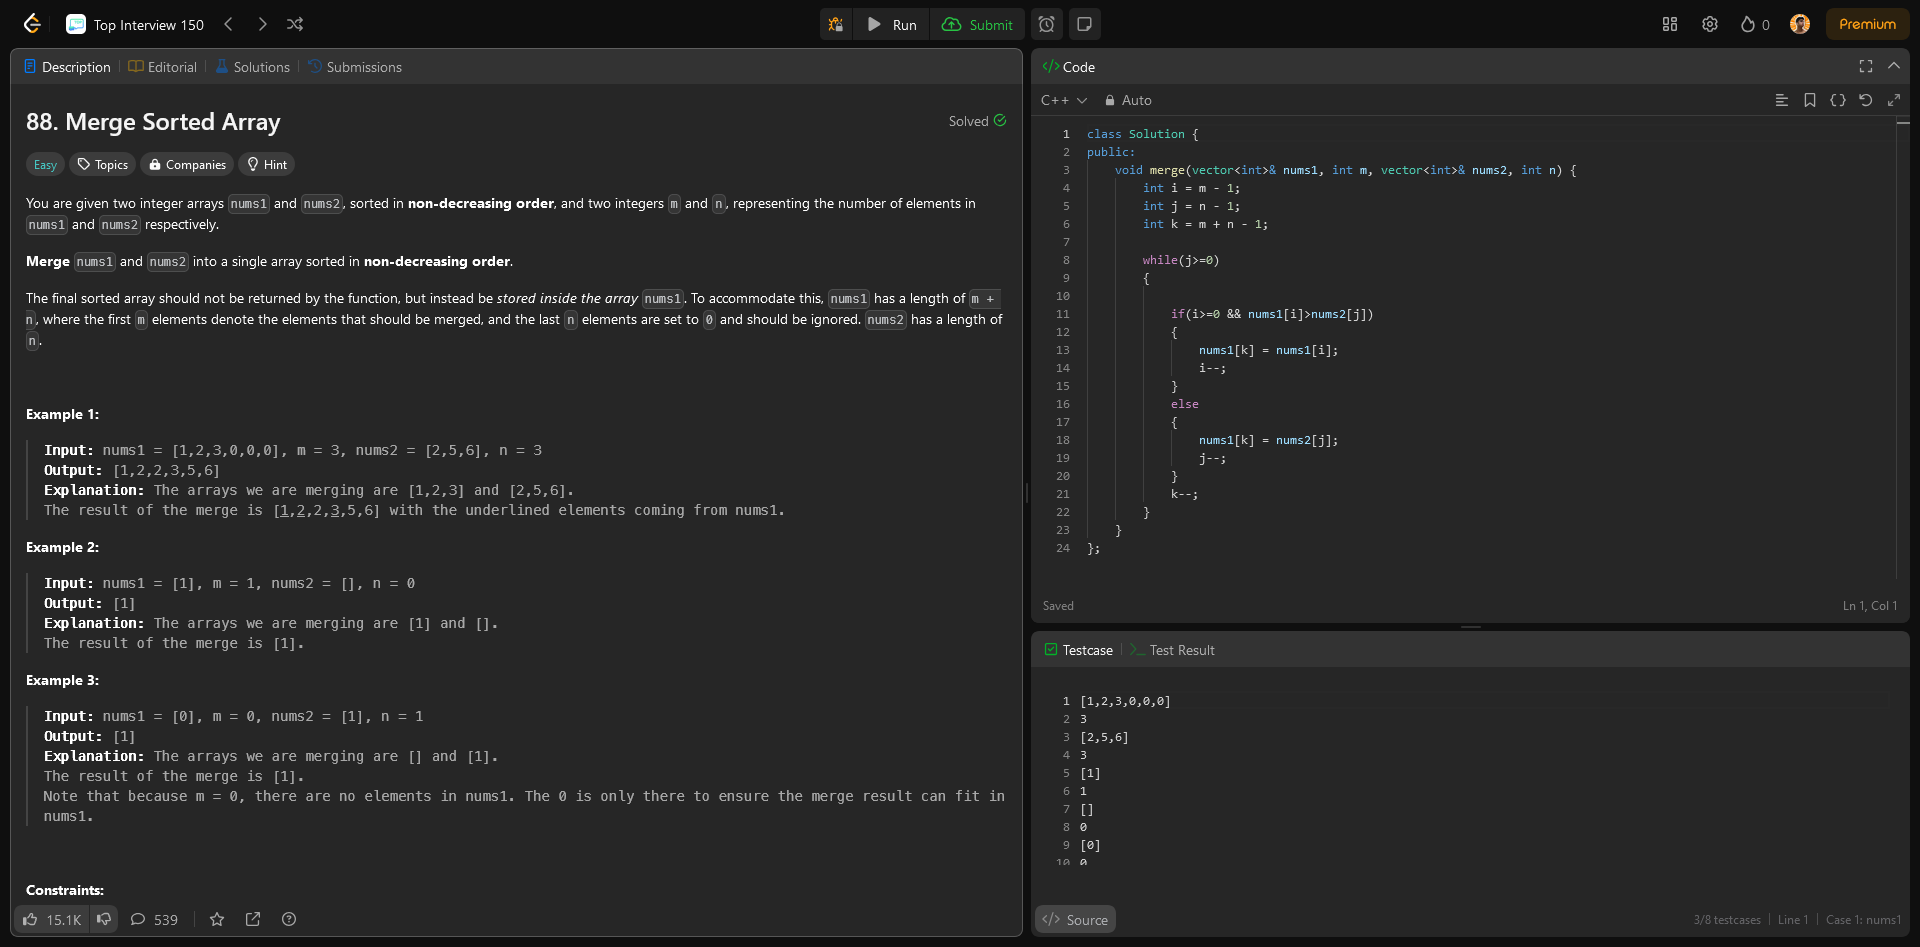 Top Interview 150
Run
Submit
0
Premium
Description
Editorial
Solutions
Submissions
88. Merge Sorted Array
Solved
Easy
Topics
Companies
Hint
You are given two integer arrays nums1 and nums2, sorted in non-decreasing order, and two integers m and n, representing the number of elements in
nums1 and nums2 respectively.
Merge nums1 and nums2 into a single array sorted in non-decreasing order.
The final sorted array should not be returned by the function, but instead be stored inside the array nums1. To accommodate this, nums1 has a length of m +
n, where the first m elements denote the elements that should be merged, and the last n elements are set to 0 and should be ignored. nums2 has a length of
n.
Example 1:
Input: nums1 = [1,2,3,0,0,0], m = 3, nums2 = [2,5,6], n = 3
Output: [1,2,2,3,5,6]
Explanation: The arrays we are merging are [1,2,3] and [2,5,6].
The result of the merge is [1,2,2,3,5,6] with the underlined elements coming from nums1.
Example 2:
Input: nums1 = [1], m = 1, nums2 = [], n = 0
Output: [1]
Explanation: The arrays we are merging are [1] and [].
The result of the merge is [1].
Example 3:
Input: nums1 = [0], m = 0, nums2 = [1], n = 1
Output: [1]
Explanation: The arrays we are merging are [] and [1].
The result of the merge is [1].
Note that because m = 0, there are no elements in nums1. The 0 is only there to ensure the merge result can fit in
nums1.
Constraints:
15.1K
539
</> Code
C++
Auto
1 class Solution {
2 public:
3 void merge(vector<int>& nums1, int m, vector<int>& nums2, int n) {
4 int i = m - 1;
5 int j = n - 1;
6 int k = m + n - 1;
7
8 while(j>=0)
9 {
10
11 if(i>=0 && nums1[i]>nums2[j])
12 {
13 nums1[k] = nums1[i];
14 i--;
15 }
16 else
17 {
18 nums1[k] = nums2[j];
19 j--;
20 }
21 k--;
22 }
23 }
24 };
Saved
Ln 1, Col 1
Testcase
Test Result
1 [1,2,3,0,0,0]
2 3
3 [2,5,6]
4 3
5 [1]
6 1
7 []
8 0
9 [0]
10 0
</> Source
3/8 testcases
Line 1
Case 1: nums1